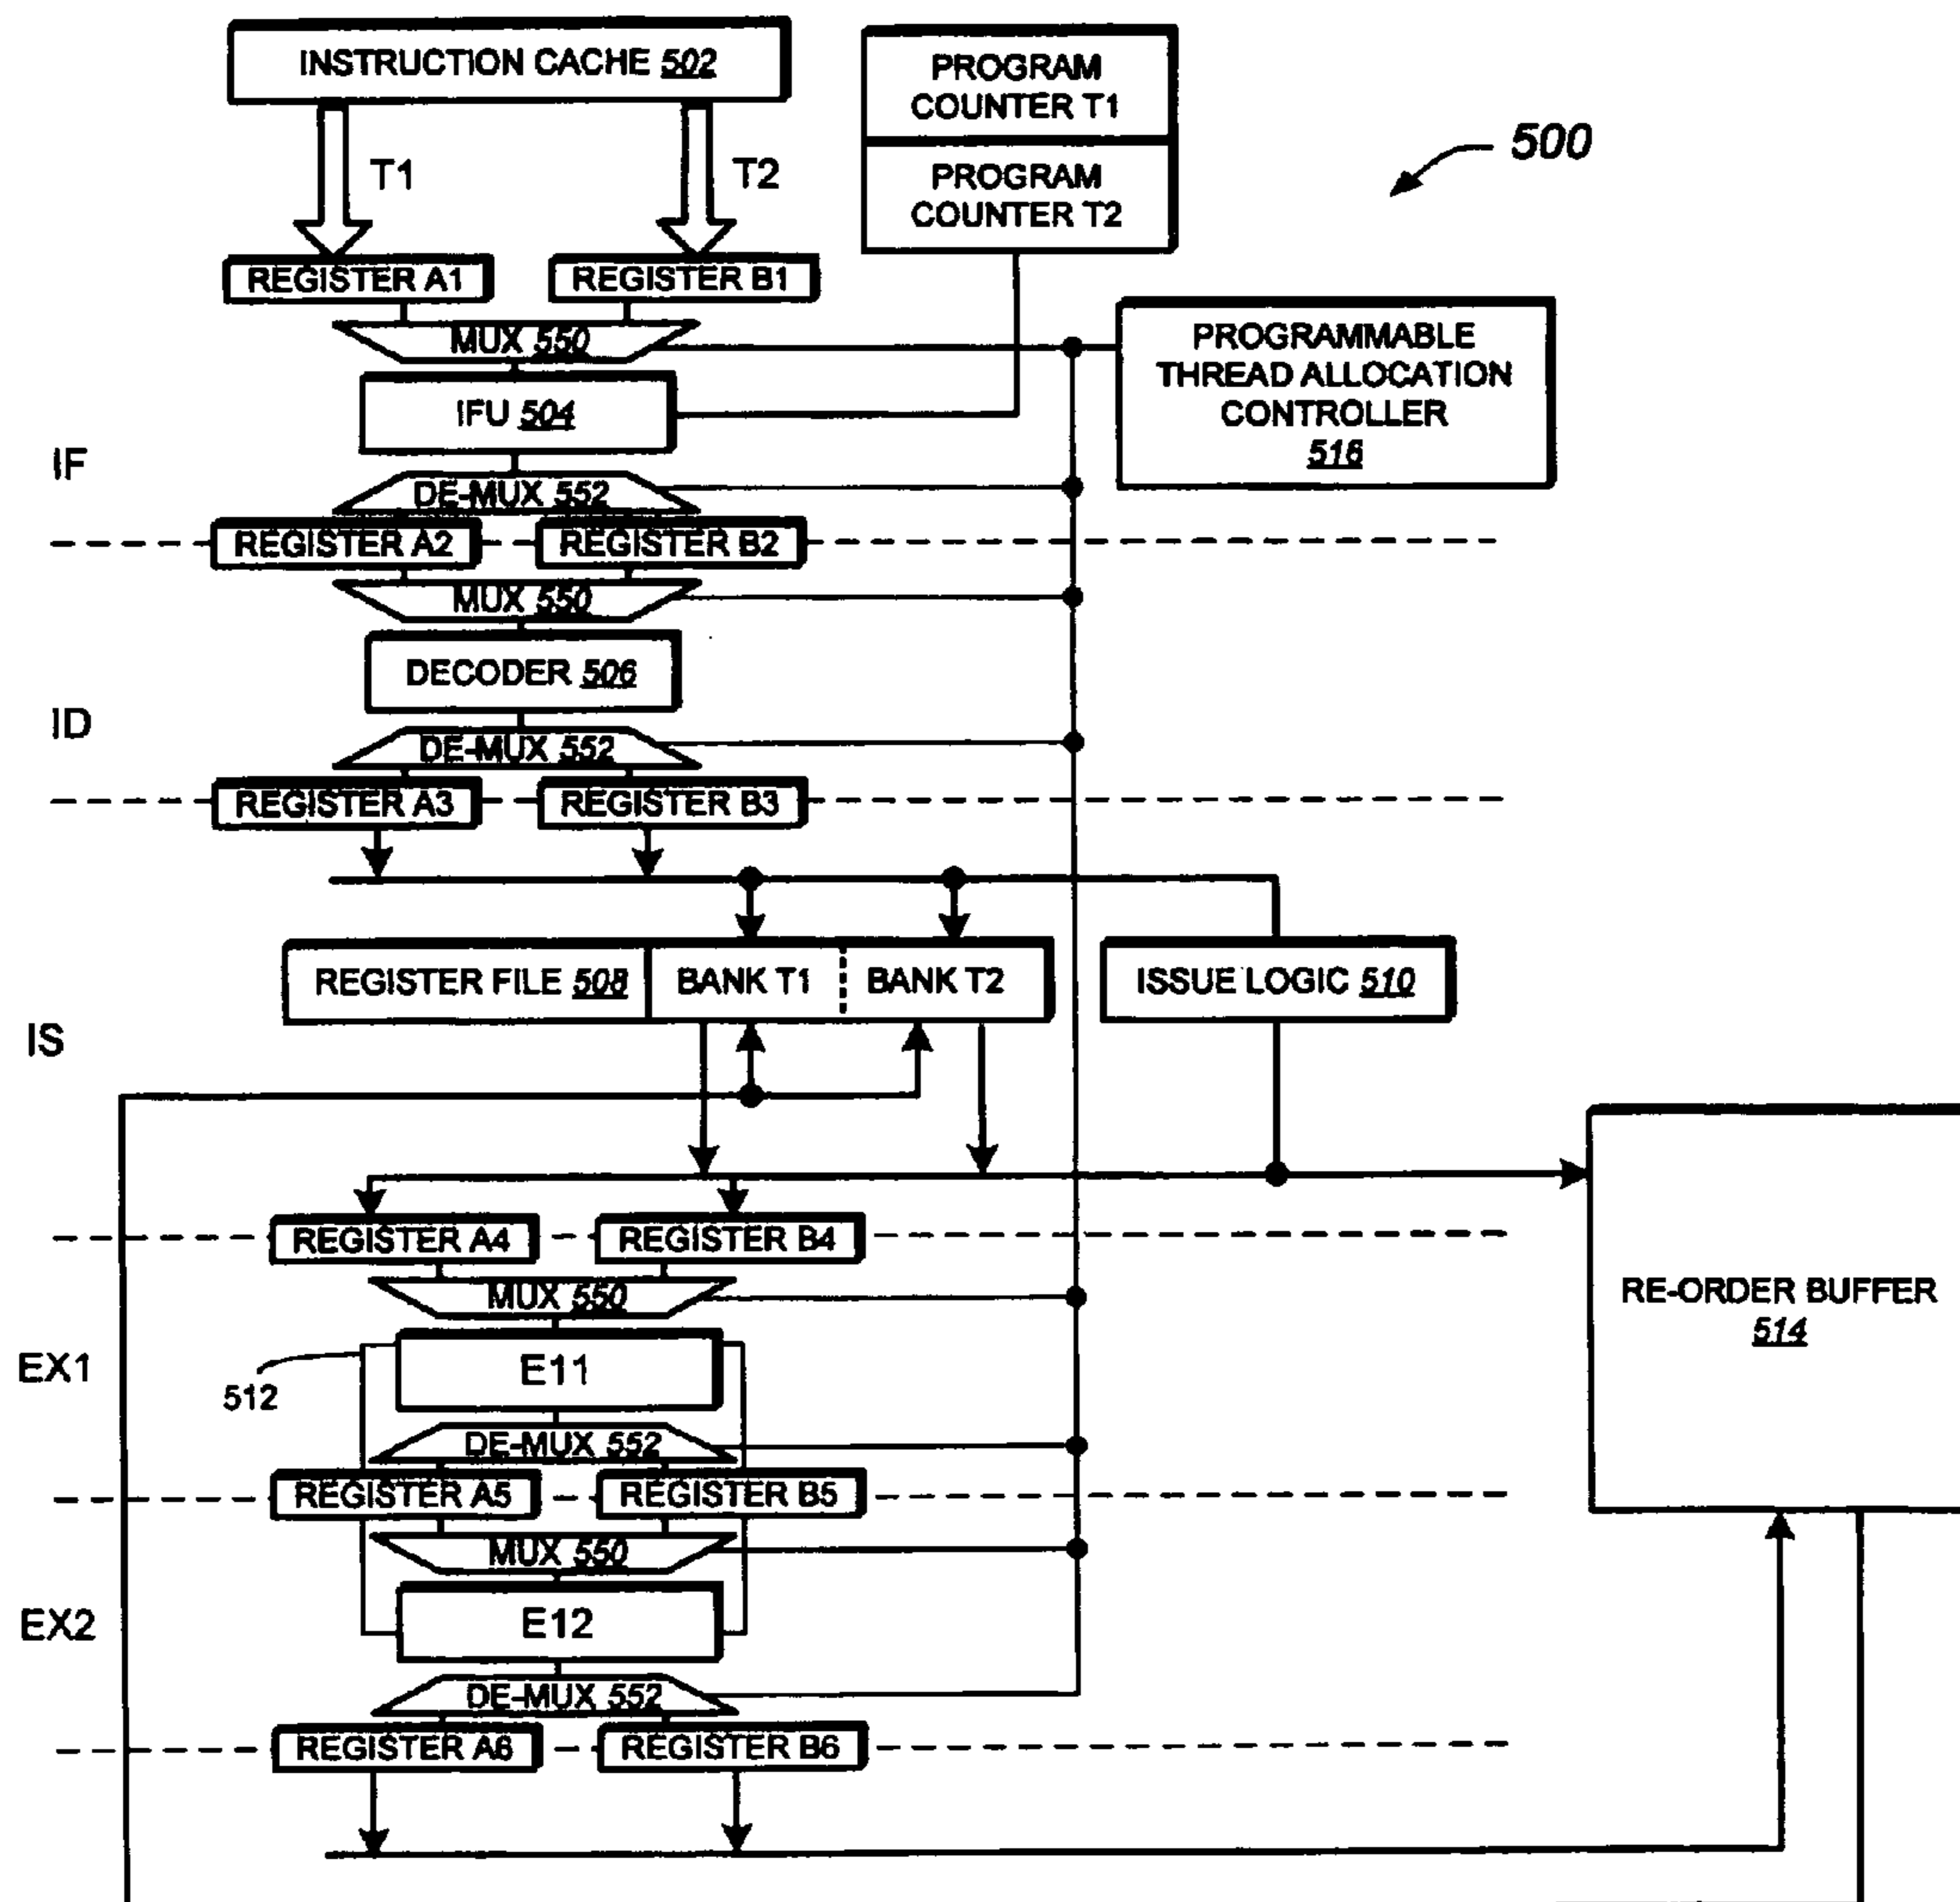 INSTRUCTION CACHE 502
PROGRAM
COUNTER T1
PROGRAM
COUNTER T2
500
T1
T2
REGISTER A1
REGISTER B1
MUX 550
PROGRAMMABLE
THREAD ALLOCATION
CONTROLLER
516
IFU 504
IF
DE-MUX 552
REGISTER A2
REGISTER B2
MUX 550
DECODER 506
ID
DE-MUX 552
REGISTER A3
REGISTER B3
REGISTER FILE 508
BANK T1
BANK T2
ISSUE LOGIC 510
IS
REGISTER A4
REGISTER B4
MUX 550
RE-ORDER BUFFER
514
EX1
E11
512
DE-MUX 552
REGISTER A5
REGISTER B5
MUX 550
EX2
E12
DE-MUX 552
REGISTER A6
REGISTER B6